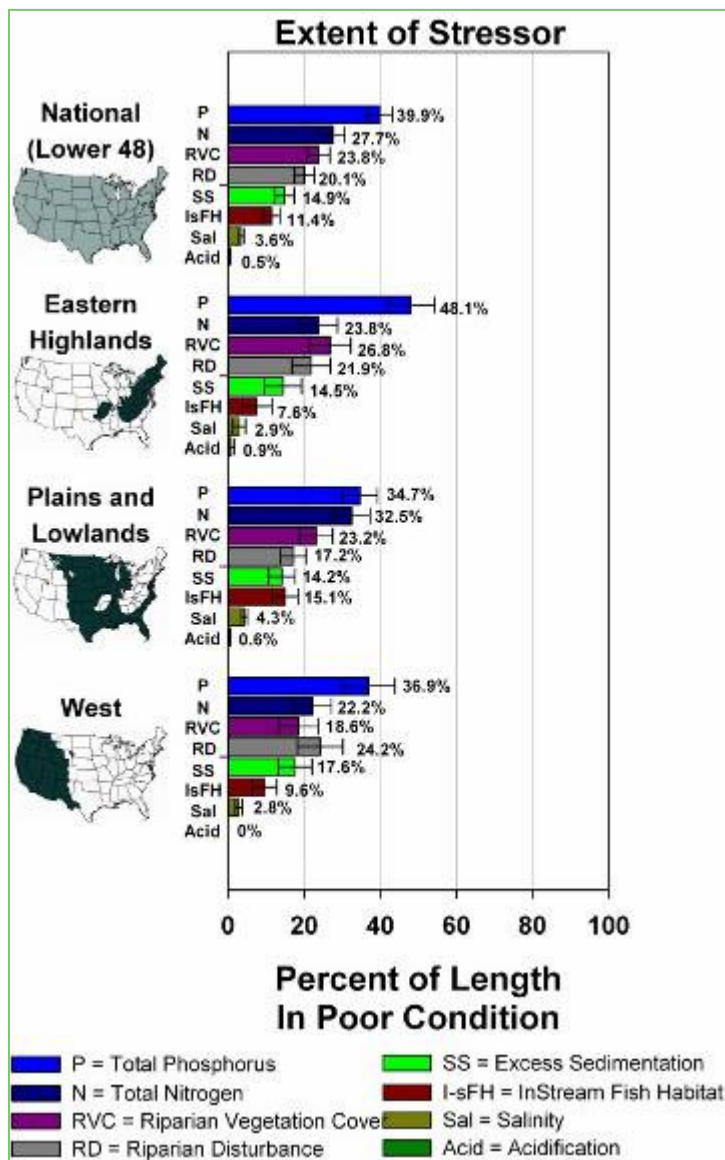 Extent of Stressor
National
(Lower 48)
P 39.9%
N 27.7%
RVC 23.8%
RD 20.1%
SS 14.9%
IsFH 11.4%
Sal 3.6%
Acid 0.5%
Eastern
Highlands
P 48.1%
N 23.8%
RVC 26.8%
RD 21.9%
SS 14.5%
IsFH 7.6%
Sal 2.9%
Acid 0.9%
Plains and
Lowlands
P 34.7%
N 32.5%
RVC 23.2%
RD 17.2%
SS 14.2%
IsFH 15.1%
Sal 4.3%
Acid 0.6%
West
P 36.9%
N 22.2%
RVC 18.6%
RD 24.2%
SS 17.6%
IsFH 9.6%
Sal 2.8%
Acid 0%
0 20 40 60 80 100
Percent of Length
In Poor Condition
P = Total Phosphorus
N = Total Nitrogen
RVC = Riparian Vegetation Cover
RD = Riparian Disturbance
SS = Excess Sedimentation
I-sFH = InStream Fish Habitat
Sal = Salinity
Acid = Acidification